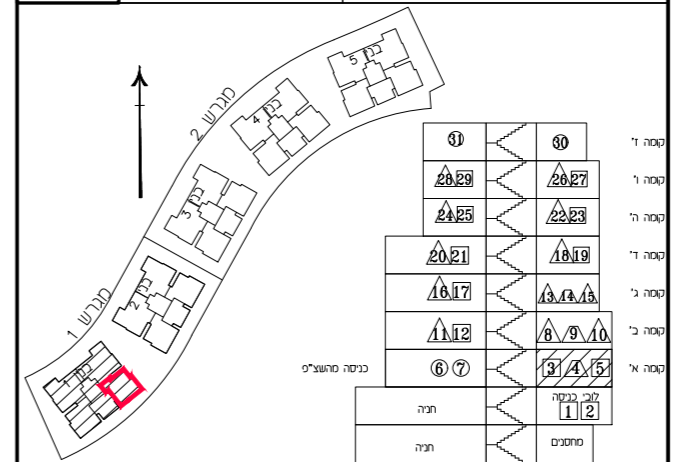 מגרש 2
בנין 5
בנין 4
בנין 3
מגרש 1
בנין 2
בנין 1
31 30 קומה ז'
28 29 26 27 קומה ו'
24 25 22 23 קומה ה'
20 21 18 19 קומה ד'
16 17 13 14 15 קומה ג'
11 12 8 9 10 קומה ב'
כניסה מהשצ"פ 6 7 3 4 5 קומה א'
חניה לובי כניסה
1 2
חניה מחסנים